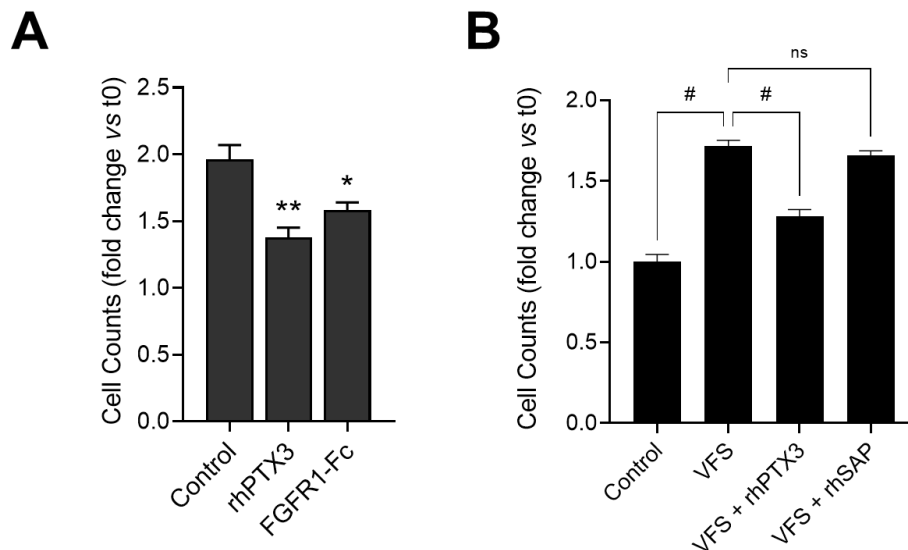 A
Cell Counts (fold change vs t0)
2.5
2.0
1.5
1.0
0.5
0.0
**
*
Control
rhPTX3
FGFR1-Fc
B
Cell Counts (fold change vs t0)
2.0
1.5
1.0
0.5
0.0
ns
# #
Control
VFS
VFS + rhPTX3
VFS + rhSAP